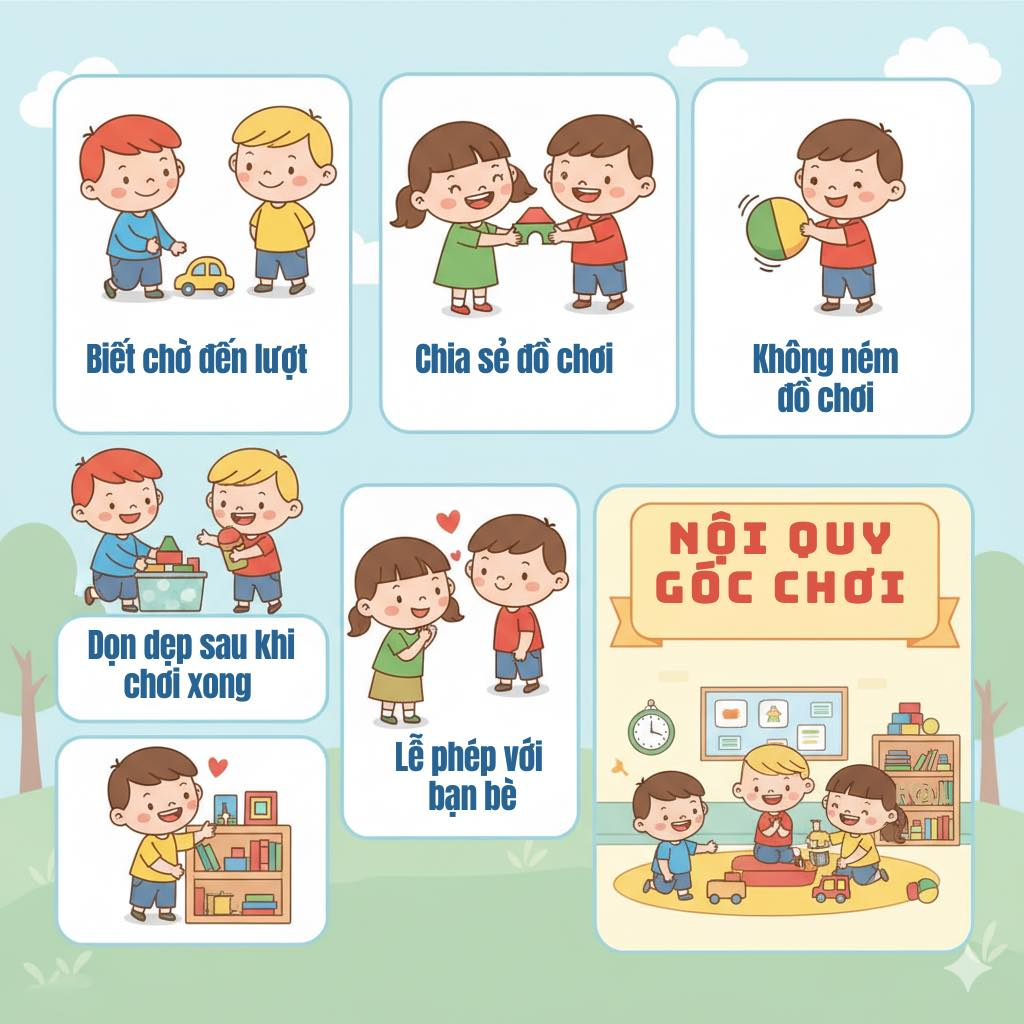 Biết chờ đến lượt
Chia sẻ đồ chơi
Không ném
đồ chơi
Dọn dẹp sau khi
chơi xong
Lễ phép với
bạn bè
NỘI QUY
GÓC CHƠI